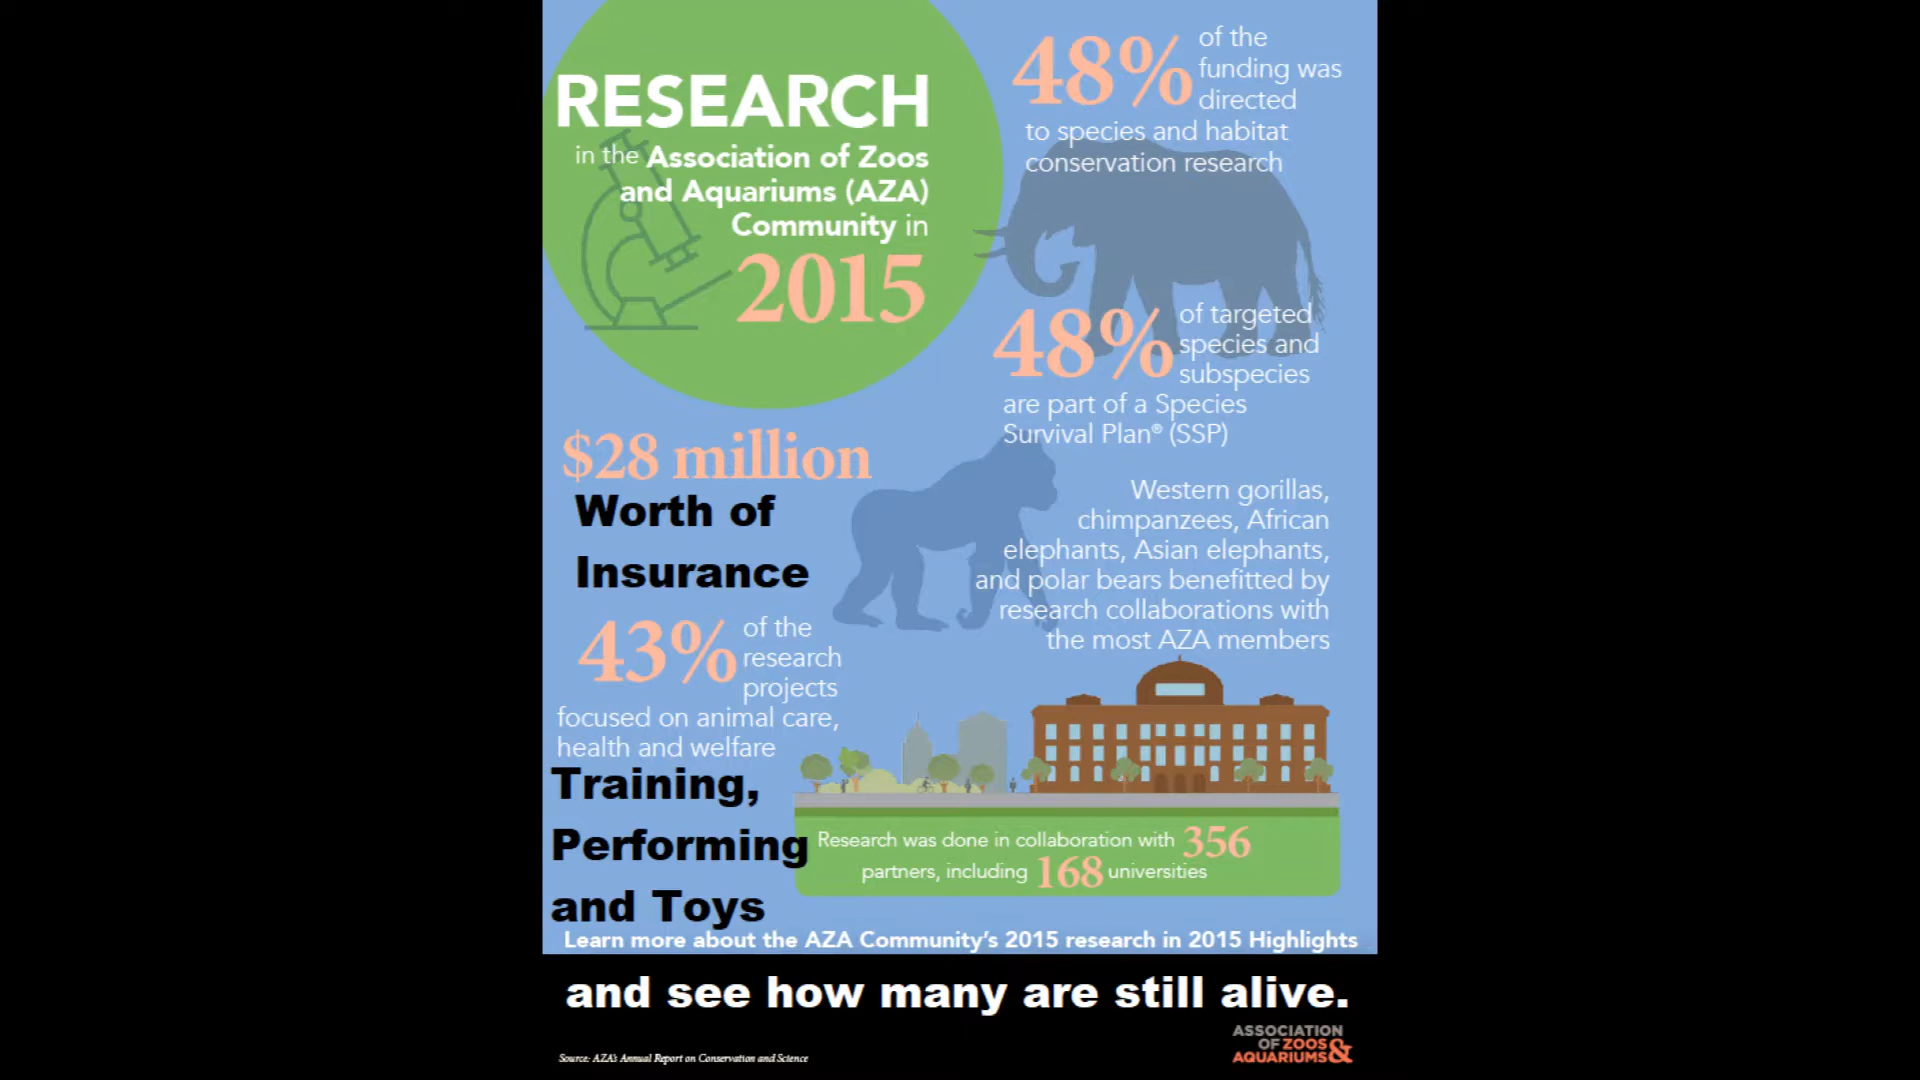 RESEARCH
in the Association of Zoos
and Aquariums (AZA)
Community in
2015
48% of the
funding was
directed
to species and habitat
conservation research
48% of targeted
species and
subspecies
are part of a Species
Survival Plan® (SSP)
$28 million
Worth of
Insurance
Western gorillas,
chimpanzees, African
elephants, Asian elephants,
and polar bears benefitted by
research collaborations with
the most AZA members
43% of the
research
projects
focused on animal care,
health and welfare
Training,
Performing
and Toys
Research was done in collaboration with 356
partners, including 168 universities
Learn more about the AZA Community's 2015 research in 2015 Highlights
and see how many are still alive.
ASSOCIATION
OF ZOOS
AQUARIUMS &
Source: AZA's Annual Report on Conservation and Science